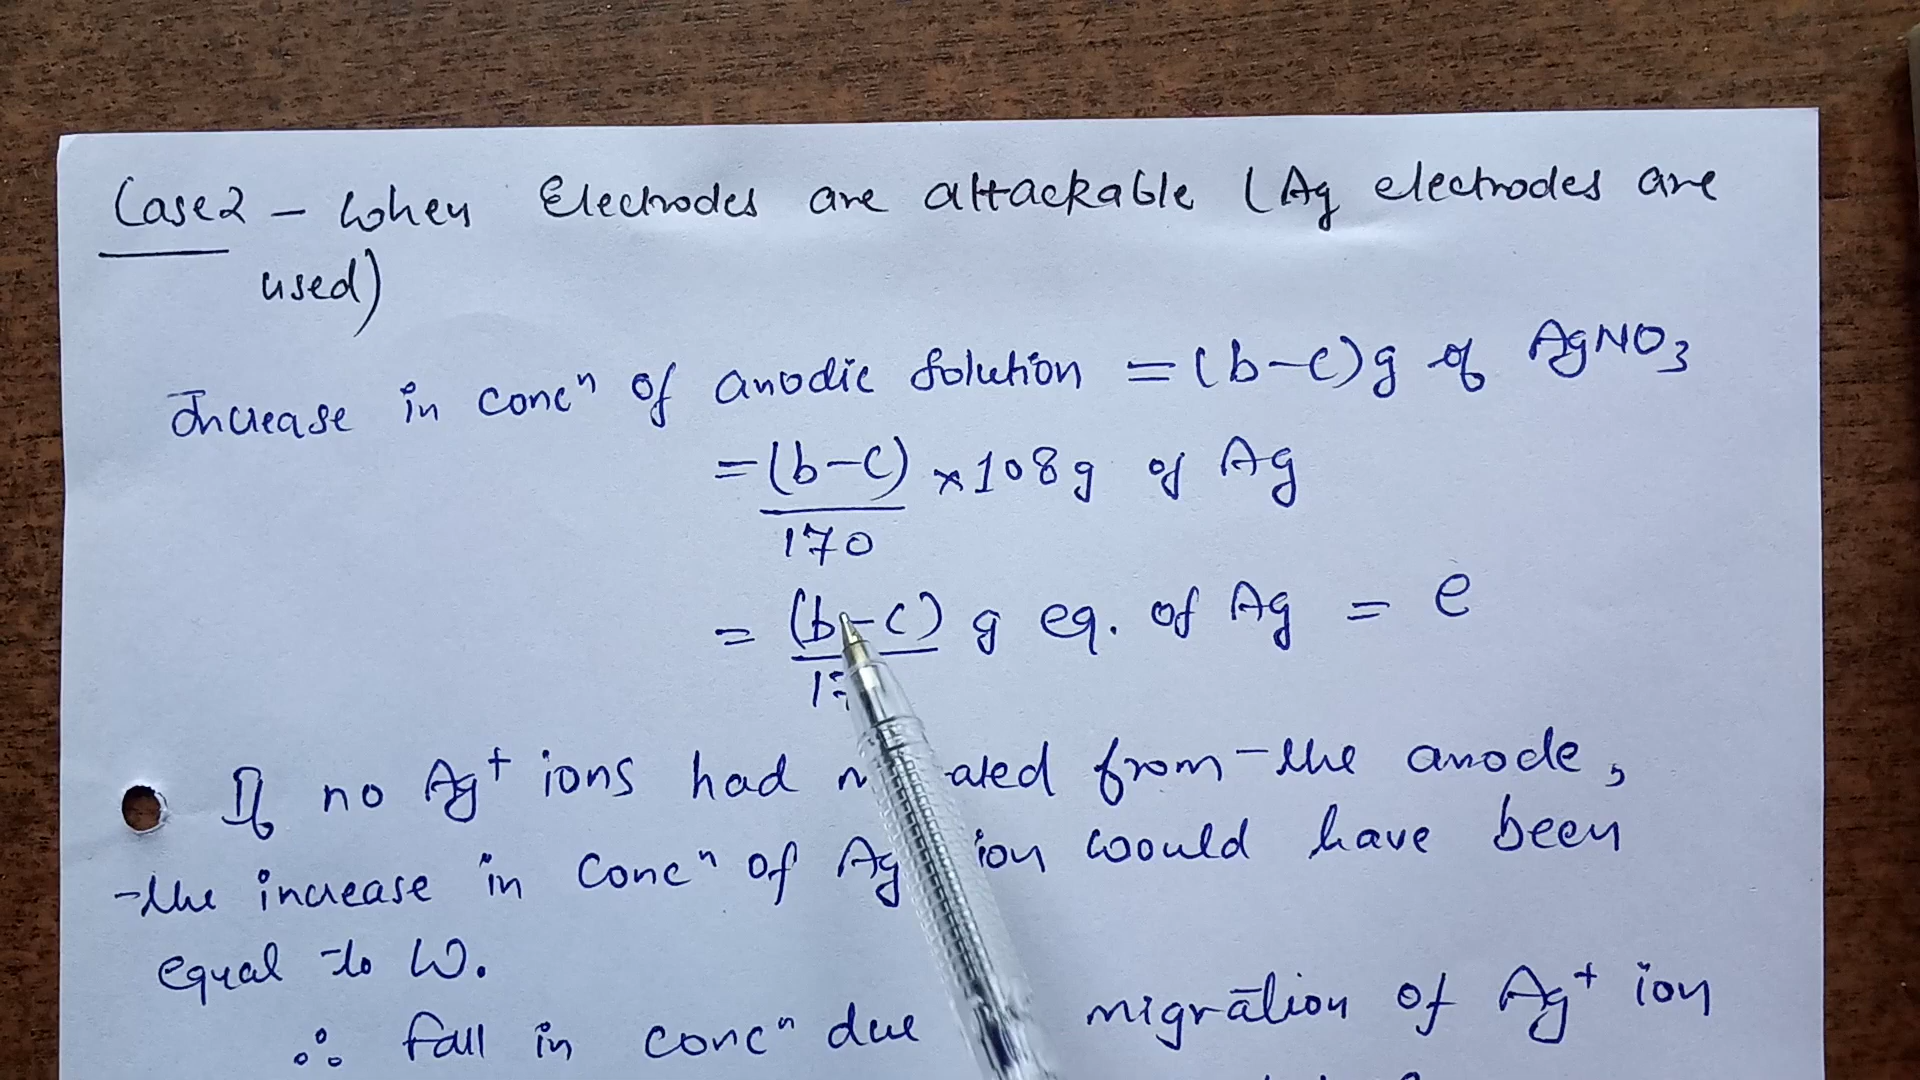 Case2 - When Electrodes are attackable (Ag electrodes are
used)
Increase in concⁿ of anodic solution = (b-c)g of AgNO₃
= (b-c) × 108g of Ag
170
= (b-c) g eq. of Ag = e
If no Ag⁺ ions had from the anode,
the increase in concⁿ of Ag ion would have been
equal to W.
∴ fall in concⁿ due migration of Ag⁺ ion